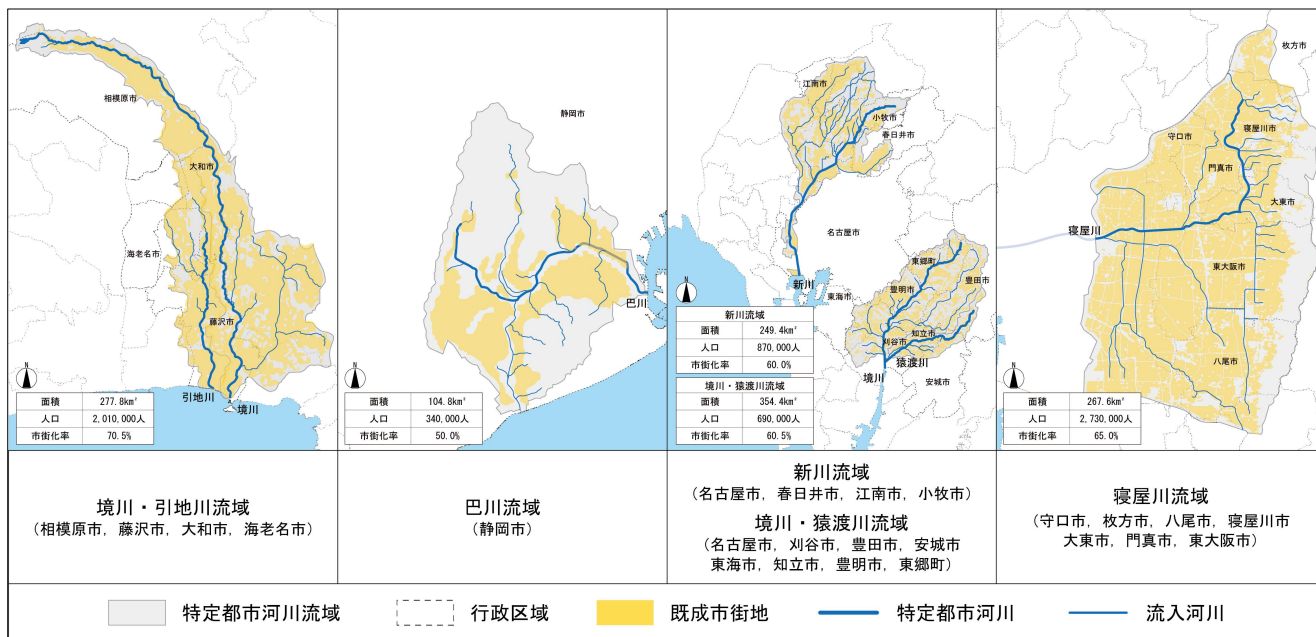 相模原市
大和市
海老名市
藤沢市
引地川
境川
N
面積 277.8km²
人口 2,010,000人
市街化率 70.5%
静岡市
巴川
N
面積 104.8km²
人口 340,000人
市街化率 50.0%
江南市
小牧市
春日井市
名古屋市
新川
東海市
東郷町
豊明市
豊田市
知立市
刈谷市
猿渡川
境川
安城市
N
新川流域
面積 249.4km²
人口 870,000人
市街化率 60.0%
境川・猿渡川流域
面積 354.4km²
人口 690,000人
市街化率 60.5%
枚方市
守口市
寝屋川市
門真市
大東市
寝屋川
東大阪市
八尾市
N
面積 267.6km²
人口 2,730,000人
市街化率 65.0%
境川・引地川流域
（相模原市，藤沢市，大和市，海老名市）
巴川流域
（静岡市）
新川流域
（名古屋市，春日井市，江南市，小牧市）
境川・猿渡川流域
（名古屋市，刈谷市，豊田市，安城市
東海市，知立市，豊明市，東郷町）
寝屋川流域
（守口市，枚方市，八尾市，寝屋川市
大東市，門真市，東大阪市）
特定都市河川流域
行政区域
既成市街地
特定都市河川
流入河川